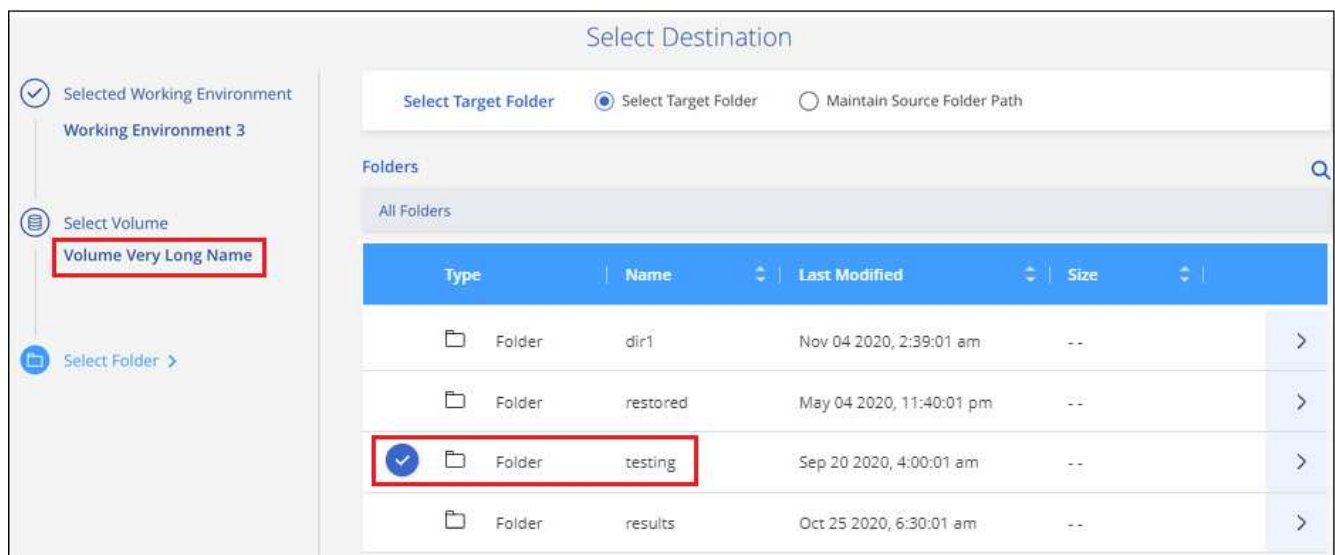 Select Destination
Selected Working Environment
Working Environment 3
Select Volume
Volume Very Long Name
Select Folder >
Select Target Folder Select Target Folder Maintain Source Folder Path
Folders
All Folders
Type Name Last Modified Size
Folder dir1 Nov 04 2020, 2:39:01 am - -
Folder restored May 04 2020, 11:40:01 pm - -
Folder testing Sep 20 2020, 4:00:01 am - -
Folder results Oct 25 2020, 6:30:01 am - -